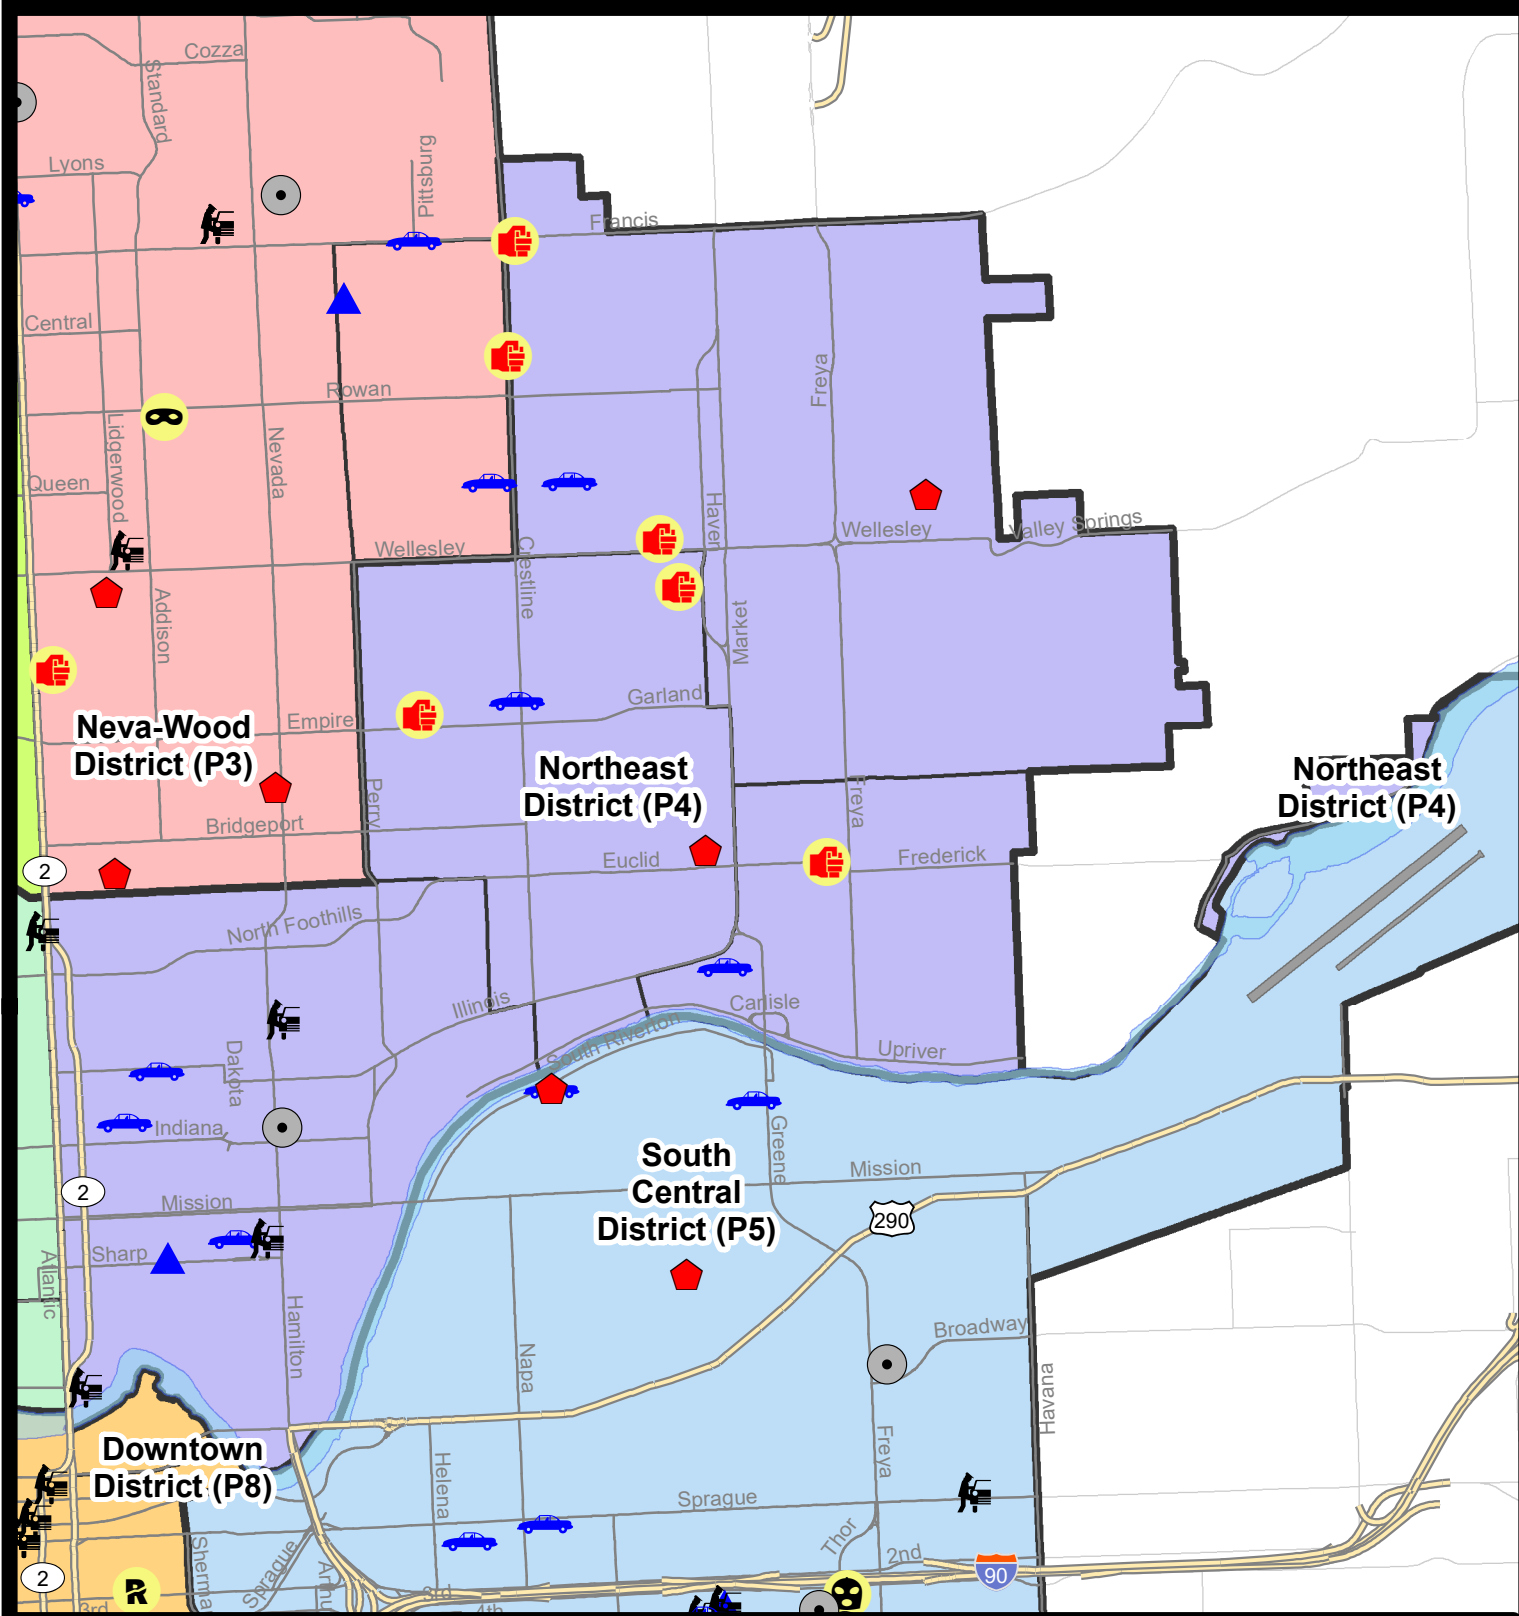 Cozza
Standard
Lyons
Pittsburg
Francis
Central
Rowan
Freya
Lidgerwood
Nevada
Queen
Haven
Wellesley
Valley Springs
Wellesley
Crestline
Addison
Market
Garland
Empire
Neva-Wood
District (P3)
Northeast
District (P4)
Northeast
District (P4)
Perry
Freya
Bridgeport
Euclid
Frederick
2
North Foothills
Illinois
Carlisle
South Riverton
Upriver
Dakota
Indiana
Greene
South
Central
District (P5)
Mission
2
Mission
290
Sharp
Atlantic
Hamilton
Broadway
Napa
Havana
Downtown
District (P8)
Helena
Freya
Sprague
Sherma
Sprague
Thor
2nd
90
2
R
3rd
3rd
4th